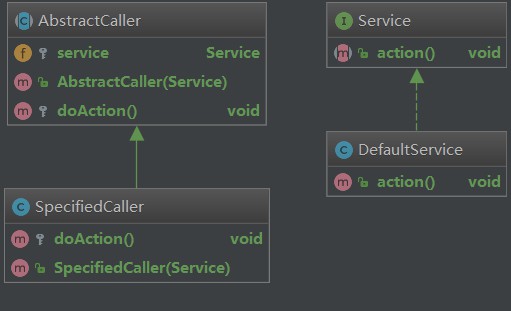 AbstractCaller
service Service
AbstractCaller(Service)
doAction() void
SpecifiedCaller
doAction() void
SpecifiedCaller(Service)
Service
action() void
DefaultService
action() void